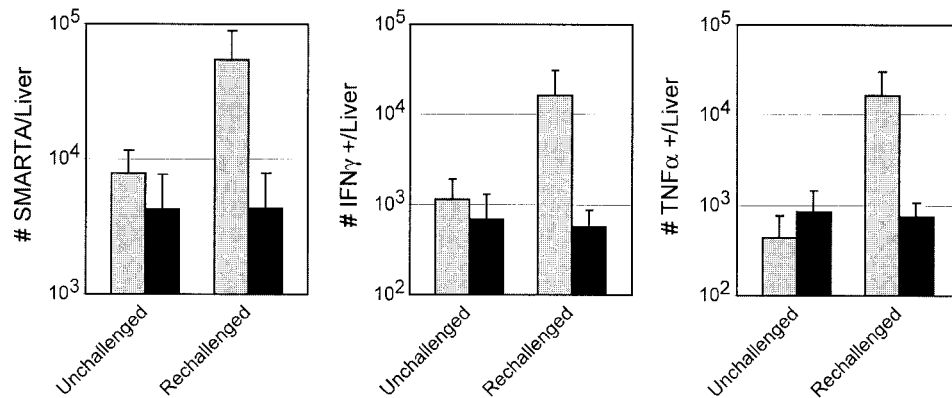 # SMARTA/Liver
10⁵
10⁴
10³
Unchallenged
Rechallenged
# IFNγ +/Liver
10⁵
10⁴
10³
10²
Unchallenged
Rechallenged
# TNFα +/Liver
10⁵
10⁴
10³
10²
Unchallenged
Rechallenged